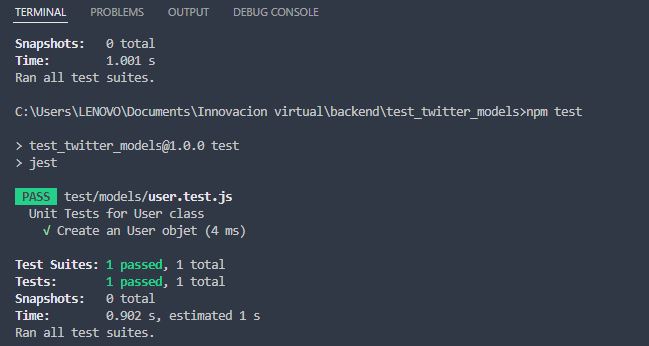 TERMINAL PROBLEMS OUTPUT DEBUG CONSOLE
Snapshots:   0 total
Time:        1.001 s
Ran all test suites.
C:\Users\LENOVO\Documents\Innovacion virtual\backend\test_twitter_models>npm test
> test_twitter_models@1.0.0 test
> jest
PASS test/models/user.test.js
Unit Tests for User class
√ Create an User objet (4 ms)
Test Suites: 1 passed, 1 total
Tests:       1 passed, 1 total
Snapshots:   0 total
Time:        0.902 s, estimated 1 s
Ran all test suites.